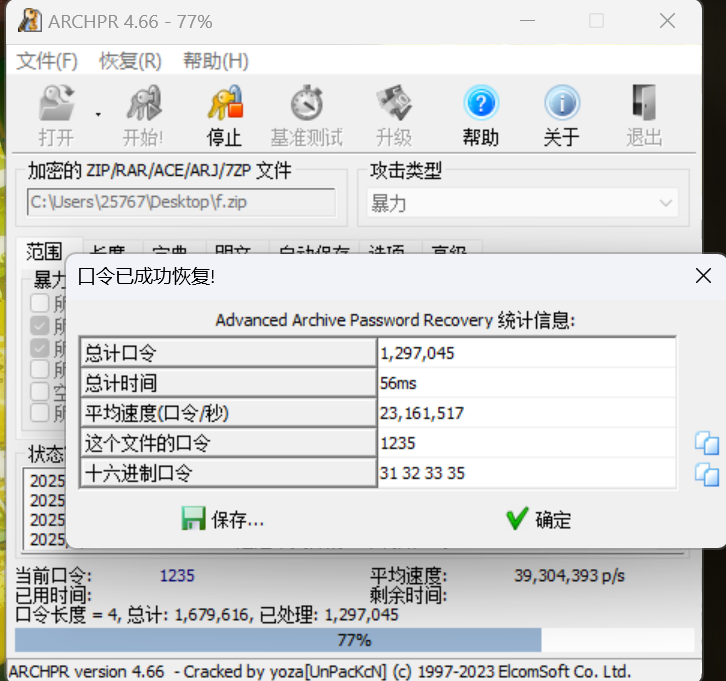 ARCHPR 4.66 - 77%
文件(F) 恢复(R) 帮助(H)
打开 开始! 停止 基准测试 升级 帮助 关于 退出
加密的 ZIP/RAR/ACE/ARJ/7ZP 文件 攻击类型
C:\Users\25767\Desktop\f.zip 暴力
范围 长度 字典 明文 自动保存 选项 高级
暴力
所
所
所
所
空
所
口令已成功恢复!
Advanced Archive Password Recovery 统计信息:
总计口令 1,297,045
总计时间 56ms
平均速度(口令/秒) 23,161,517
这个文件的口令 1235
十六进制口令 31 32 33 35
保存... 确定
状态
2025
2025
2025
2025
当前口令: 1235 平均速度: 39,304,393 p/s
已用时间: 剩余时间:
口令长度 = 4, 总计: 1,679,616, 已处理: 1,297,045
77%
ARCHPR version 4.66 - Cracked by yoza[UnPacKcN] (c) 1997-2023 ElcomSoft Co. Ltd.